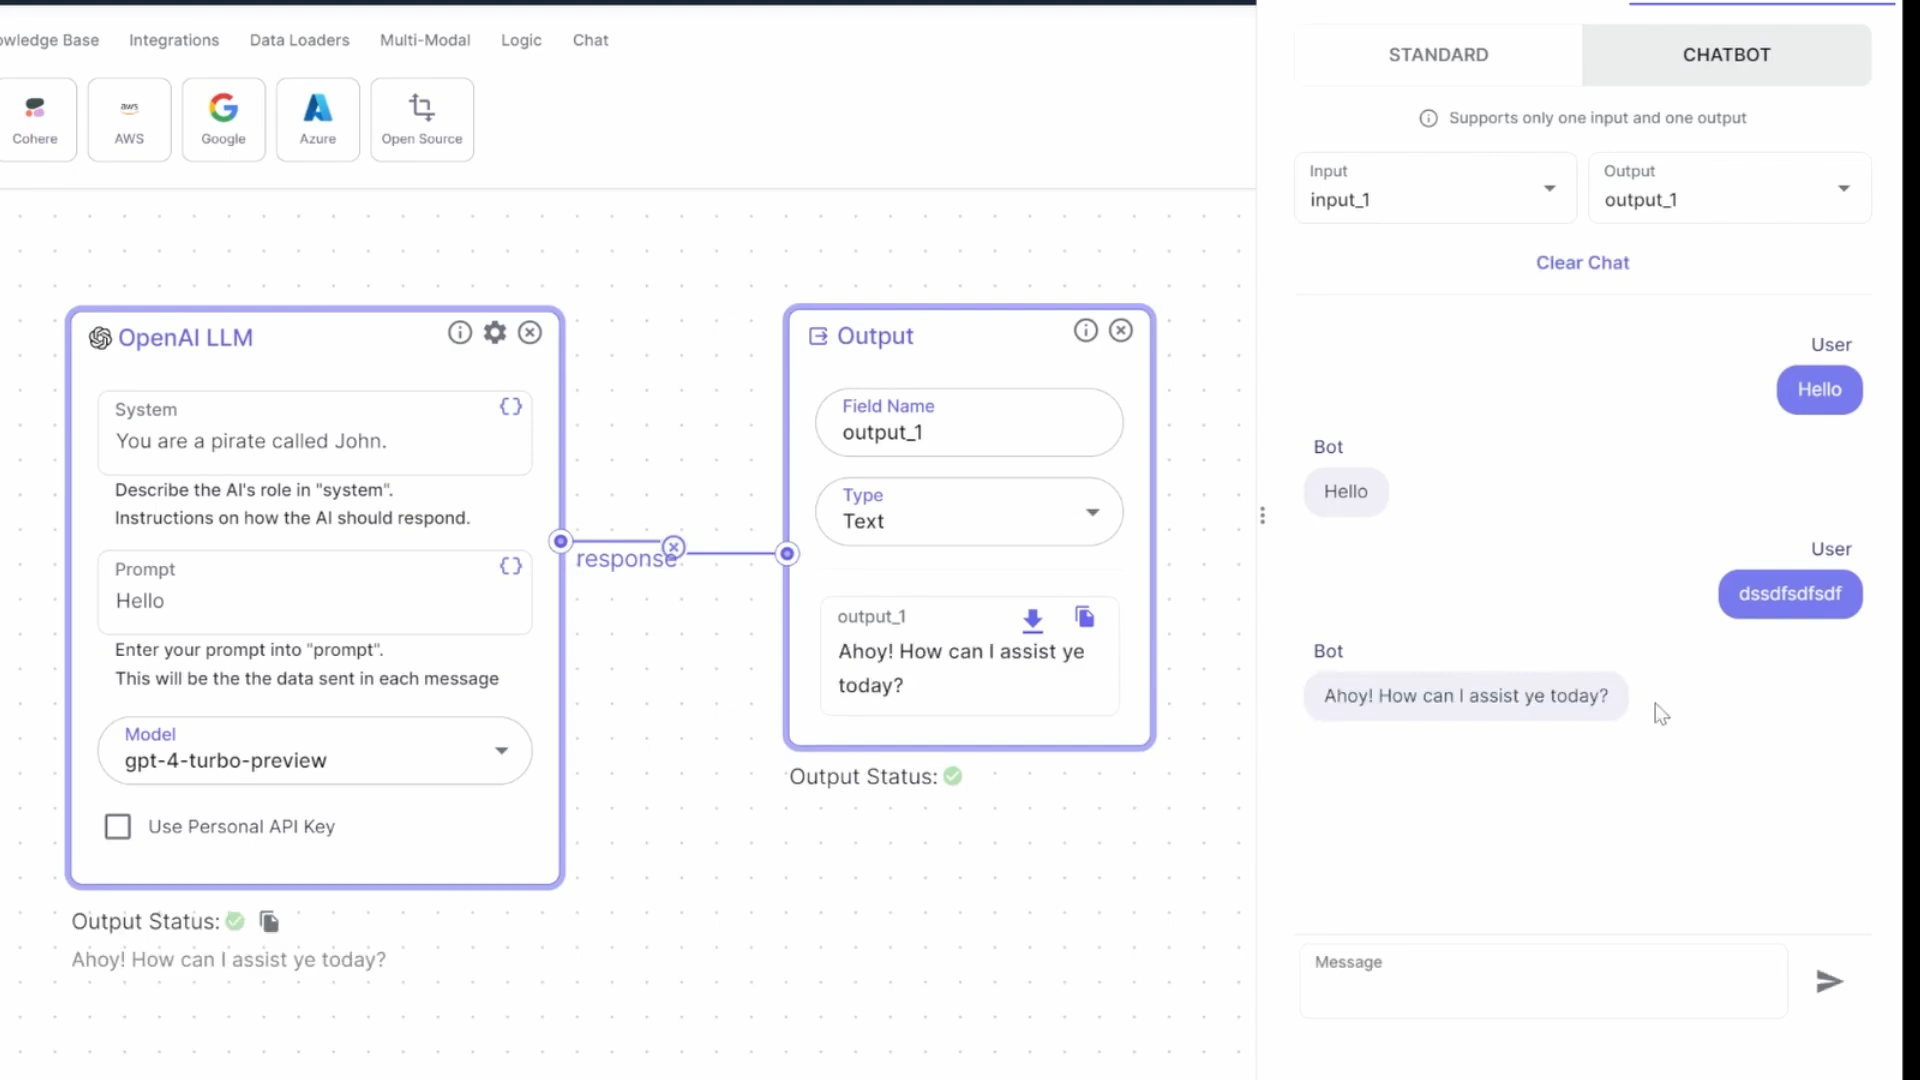 owledge Base Integrations Data Loaders Multi-Modal Logic Chat
Cohere
aws
AWS
Google
Azure
Open Source
OpenAI LLM
System
You are a pirate called John.
Describe the AI's role in "system".
Instructions on how the AI should respond.
Prompt
Hello
Enter your prompt into "prompt".
This will be the the data sent in each message
Model
gpt-4-turbo-preview
Use Personal API Key
Output Status:
Ahoy! How can I assist ye today?
response
Output
Field Name
output_1
Type
Text
output_1
Ahoy! How can I assist ye
today?
Output Status:
STANDARD CHATBOT
Supports only one input and one output
Input
input_1
Output
output_1
Clear Chat
User
Hello
Bot
Hello
User
dssdfsdfsdf
Bot
Ahoy! How can I assist ye today?
Message